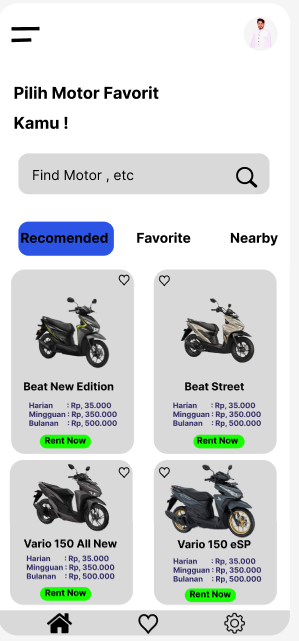 Pilih Motor Favorit
Kamu !
Find Motor , etc
Recomended Favorite Nearby
Beat New Edition
Harian : Rp, 35.000
Mingguan : Rp, 350.000
Bulanan : Rp, 500.000
Rent Now
Beat Street
Harian : Rp, 35.000
Mingguan : Rp, 350.000
Bulanan : Rp, 500.000
Rent Now
Vario 150 All New
Harian : Rp, 35.000
Mingguan : Rp, 350.000
Bulanan : Rp, 500.000
Rent Now
Vario 150 eSP
Harian : Rp, 35.000
Mingguan : Rp, 350.000
Bulanan : Rp, 500.000
Rent Now